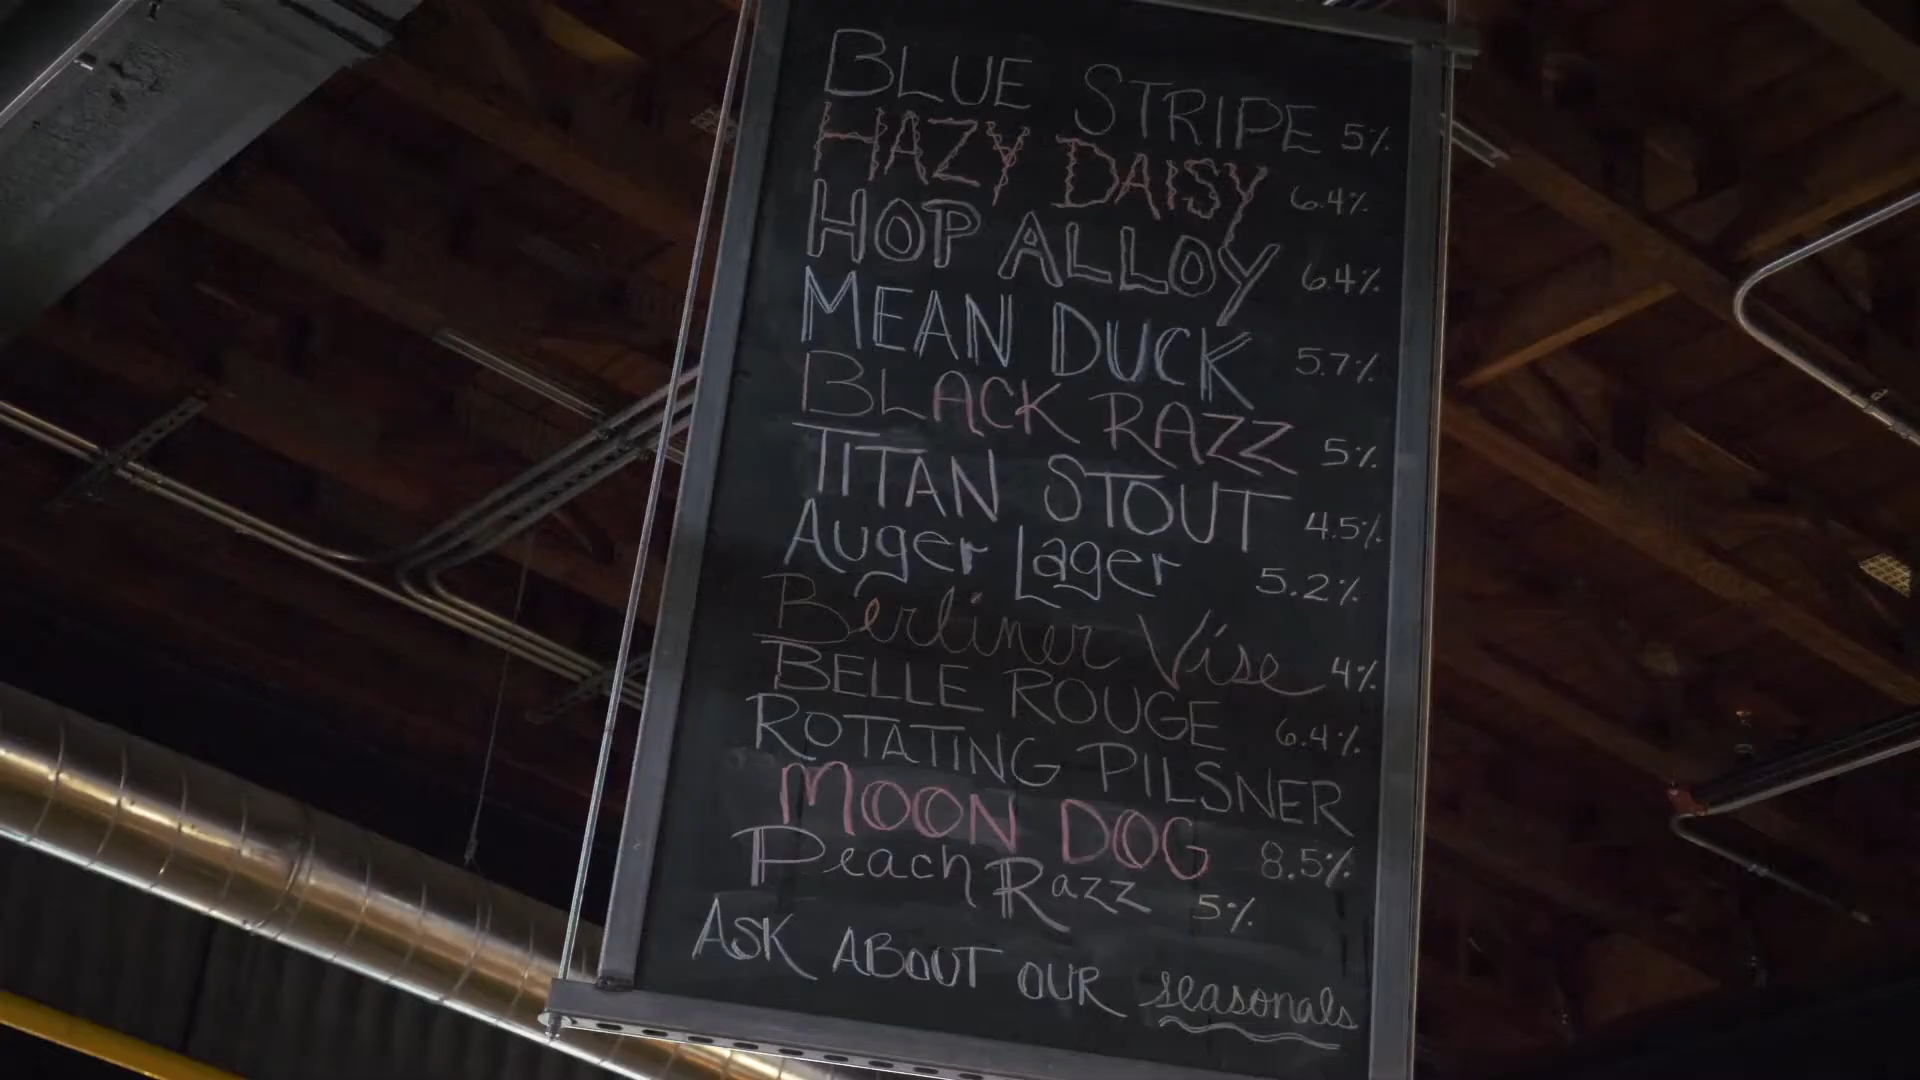 BLUE STRIPE 5%
HAZY DAISY 6.4%
HOP ALLOY 6.4%
MEAN DUCK 5.7%
BLACK RAZZ 5%
TITAN STOUT 4.5%
Auger Lager 5.2%
Berliner Vise 4%
BELLE ROUGE 6.4%
ROTATING PILSNER
MOON DOG 8.5%
Peach Razz 5%
ASK ABOUT OUR seasonals